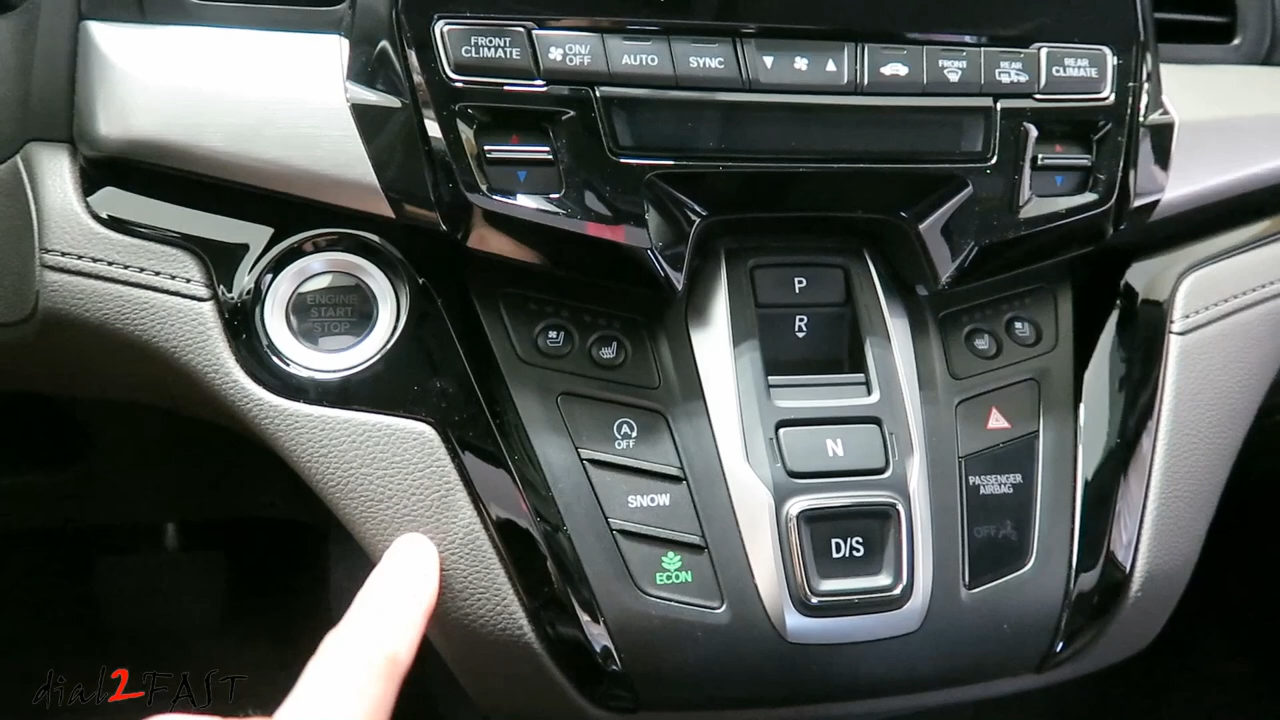 FRONT
CLIMATE
ON/
OFF
AUTO
SYNC
FRONT
REAR
REAR
CLIMATE
ENGINE
START
STOP
P
R
A
OFF
N
SNOW
PASSENGER
AIRBAG
OFF
D/S
ECON
dial2FAST